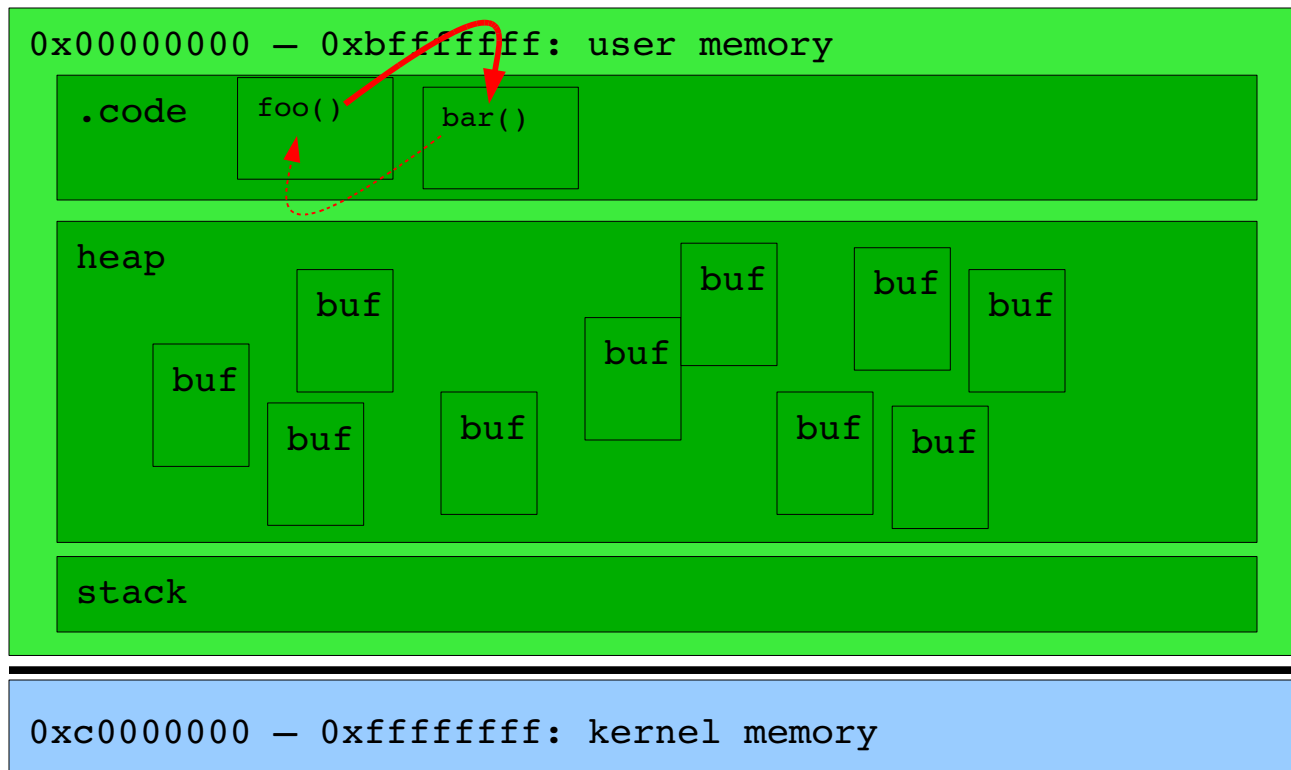 0x00000000 – 0xbfffffff: user memory
.code
foo()
bar()
heap
buf
buf
buf
buf
buf
buf
buf
buf
buf
buf
stack
0xc0000000 – 0xffffffff: kernel memory